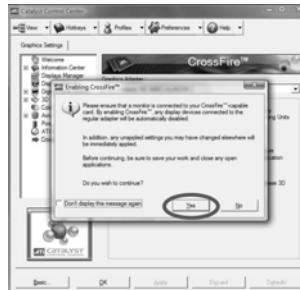 Catalyst Control Center
View
Hotkeys
Profiles
Preferences
Help
Graphics Settings
Welcome
Information Center
Displays Manager
CrossFire™
Graphics Adapter
Enabling CrossFire™
Please ensure that a monitor is connected to your CrossFire™-capable
card. By enabling CrossFire™, any display devices connected to the
regular adapter will be automatically disabled.
In addition, any unapplied settings you may have changed elsewhere will
be immediately applied.
Before continuing, be sure to save your work and close any open
applications.
Do you wish to continue?
Don't display this message again
Yes
No
CATALYST
Basic...
OK
Apply
Discard
Defaults